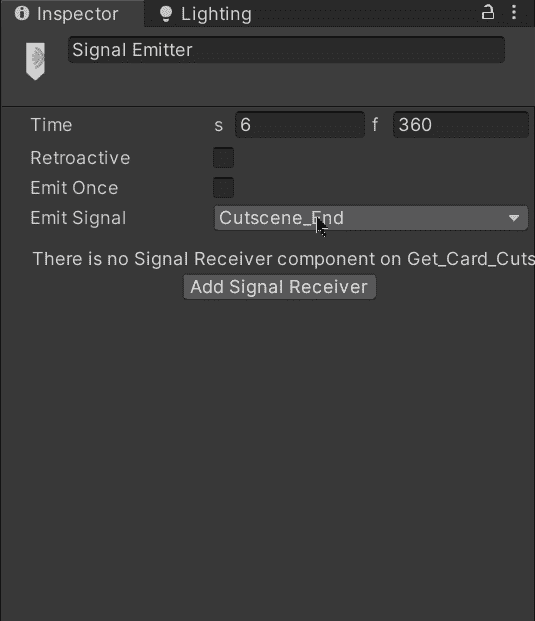 Inspector
Lighting
Signal Emitter
Time s 6 f 360
Retroactive
Emit Once
Emit Signal Cutscene_End
There is no Signal Receiver component on Get_Card_Cuts
Add Signal Receiver